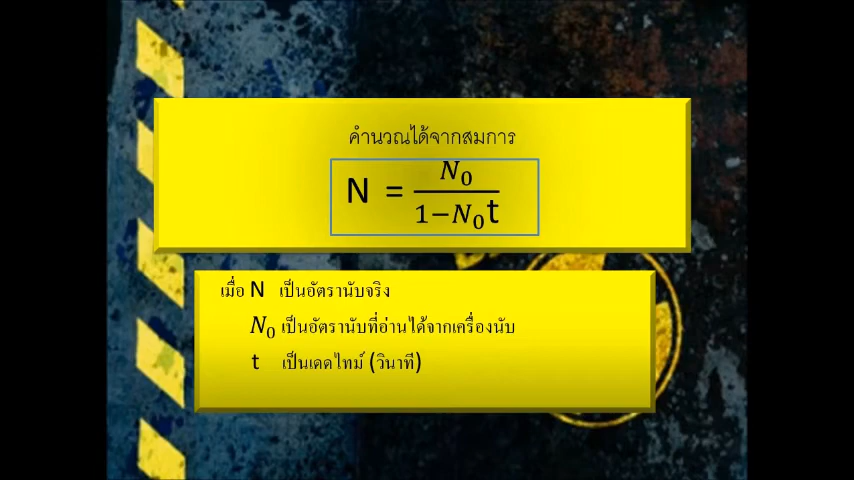 คำนวณได้จากสมการ
N = N₀ / 1−N₀t
เมื่อ N เป็นอัตรานับจริง
N₀ เป็นอัตรานับที่อ่านได้จากเครื่องนับ
t เป็นเดดไทม์ (วินาที)